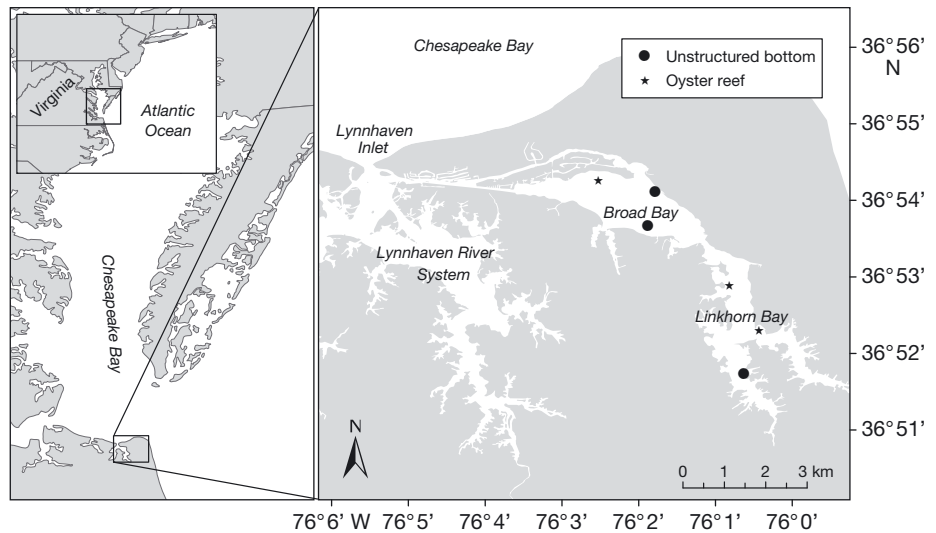 Virginia
Atlantic
Ocean
Chesapeake Bay
Chesapeake Bay
Unstructured bottom
Oyster reef
Lynnhaven
Inlet
Broad Bay
Lynnhaven River
System
Linkhorn Bay
N
0 1 2 3 km
36°56’
N
36°55’
36°54’
36°53’
36°52’
36°51’
76°6’ W 76°5’ 76°4’ 76°3’ 76°2’ 76°1’ 76°0’